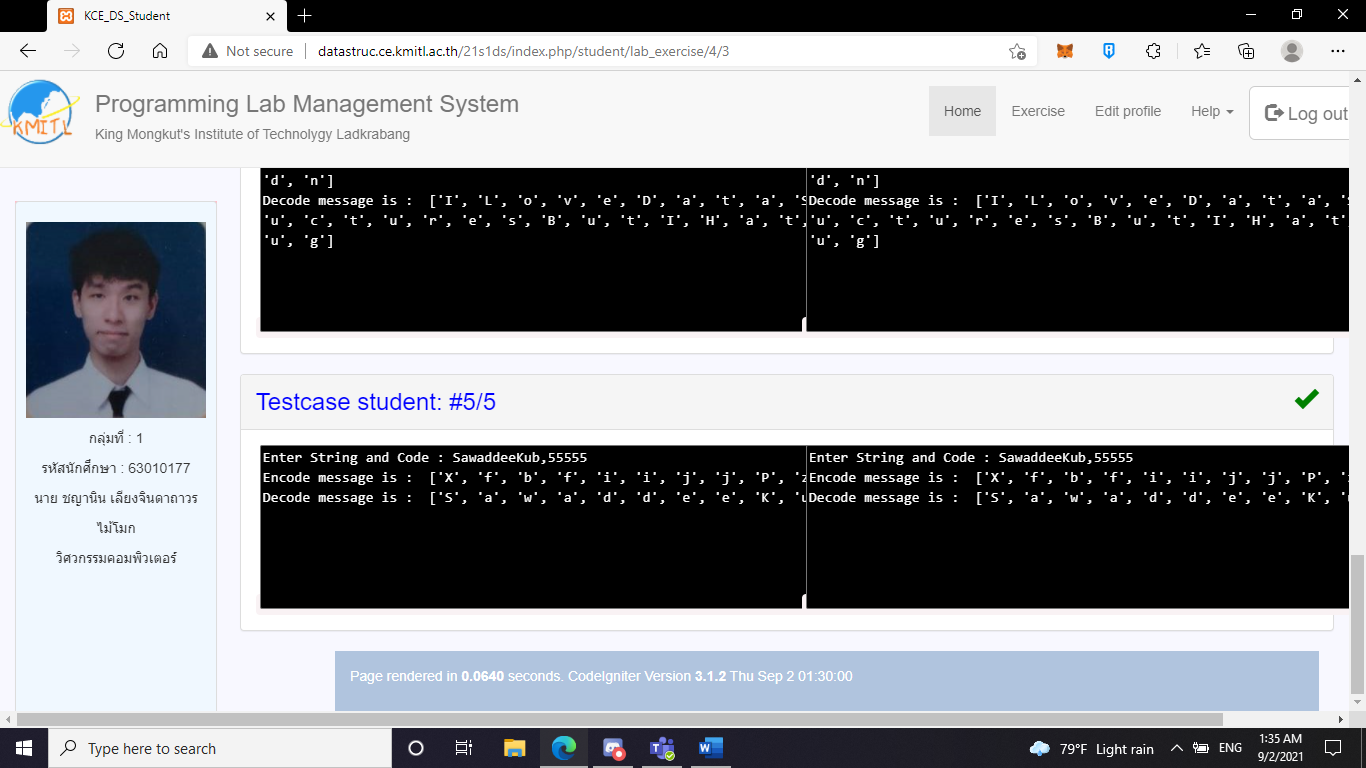 KCE_DS_Student
Not secure
datastruc.ce.kmitl.ac.th/21s1ds/index.php/student/lab_exercise/4/3
KMITL
Programming Lab Management System
King Mongkut's Institute of Technolygy Ladkrabang
Home
Exercise
Edit profile
Help
Log out
กลุ่มที่ : 1
รหัสนักศึกษา : 63010177
นาย ชญานิน เลียงจินดาถาวร
ไม้โมก
วิศวกรรมคอมพิวเตอร์
'd', 'n']
Decode message is :  ['I', 'L', 'o', 'v', 'e', 'D', 'a', 't', 'a', 'S
'u', 'c', 't', 'u', 'r', 'e', 's', 'B', 'u', 't', 'I', 'H', 'a', 't',
'u', 'g']
'd', 'n']
Decode message is :  ['I', 'L', 'o', 'v', 'e', 'D', 'a', 't', 'a', 'S
'u', 'c', 't', 'u', 'r', 'e', 's', 'B', 'u', 't', 'I', 'H', 'a', 't'
'u', 'g']
Testcase student: #5/5
Enter String and Code : SawaddeeKub,55555
Encode message is :  ['X', 'f', 'b', 'f', 'i', 'i', 'j', 'j', 'P', 'z
Decode message is :  ['S', 'a', 'w', 'a', 'd', 'd', 'e', 'e', 'K', 'u
Enter String and Code : SawaddeeKub,55555
Encode message is :  ['X', 'f', 'b', 'f', 'i', 'i', 'j', 'j', 'P', 'z
Decode message is :  ['S', 'a', 'w', 'a', 'd', 'd', 'e', 'e', 'K', 'u
Page rendered in 0.0640 seconds. CodeIgniter Version 3.1.2 Thu Sep 2 01:30:00
Type here to search
79°F Light rain
ENG
1:35 AM
9/2/2021